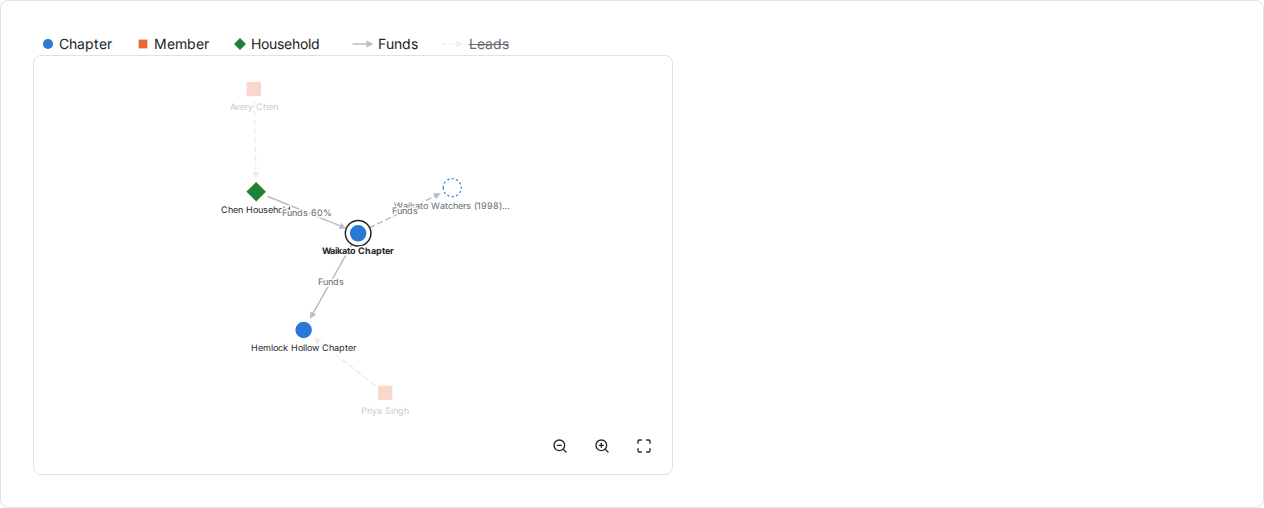 Chapter Member Household Funds Leads
Avery Chen
Chen Household
Funds 60%
Waikato Watchers (1998)...
Funds
Waikato Chapter
Funds
Hemlock Hollow Chapter
Priya Singh